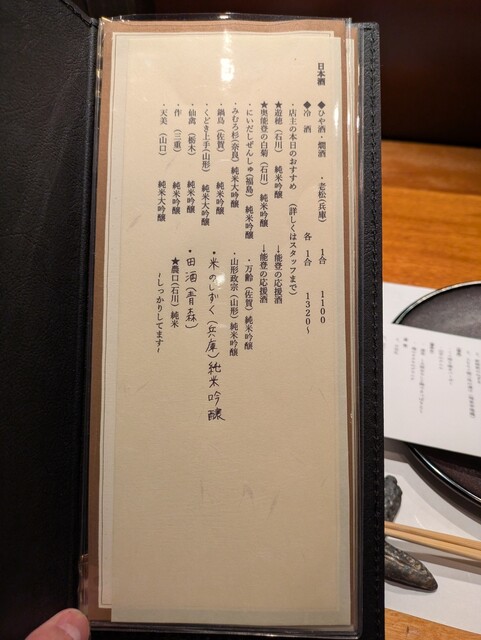 日本酒
◆ひや酒・燗酒 ・老松(兵庫) 1合 1100
◆冷酒 各 1合 1320〜
・店主の本日のおすすめ (詳しくはスタッフまで)
★遊穂(石川) 純米吟醸 →能登の応援酒
★奥能登の白菊(石川) 純米吟醸 →能登の応援酒
・にいだしぜんしゅ(福島) 純米吟醸 ・万齢(佐賀) 純米吟醸
・みむろ杉(奈良) 純米大吟醸 ・山形政宗(山形) 純米吟醸
・鍋島(佐賀) 純米吟醸 ・米のしずく(兵庫)純米吟醸
・くどき上手(山形) 純米大吟醸
・仙禽(栃木) 純米吟醸 ・田酒(青森)
・作(三重) 純米吟醸 ★農口(石川) 純米
・天美(山口) 純米大吟醸 〜しっかりしてます〜